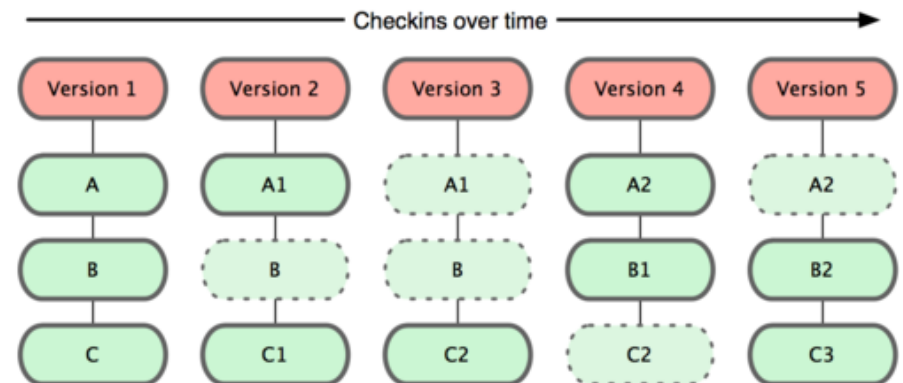 Checkins over time
Version 1 Version 2 Version 3 Version 4 Version 5
A A1 A1 A2 A2
B B B B1 B2
C C1 C2 C2 C3